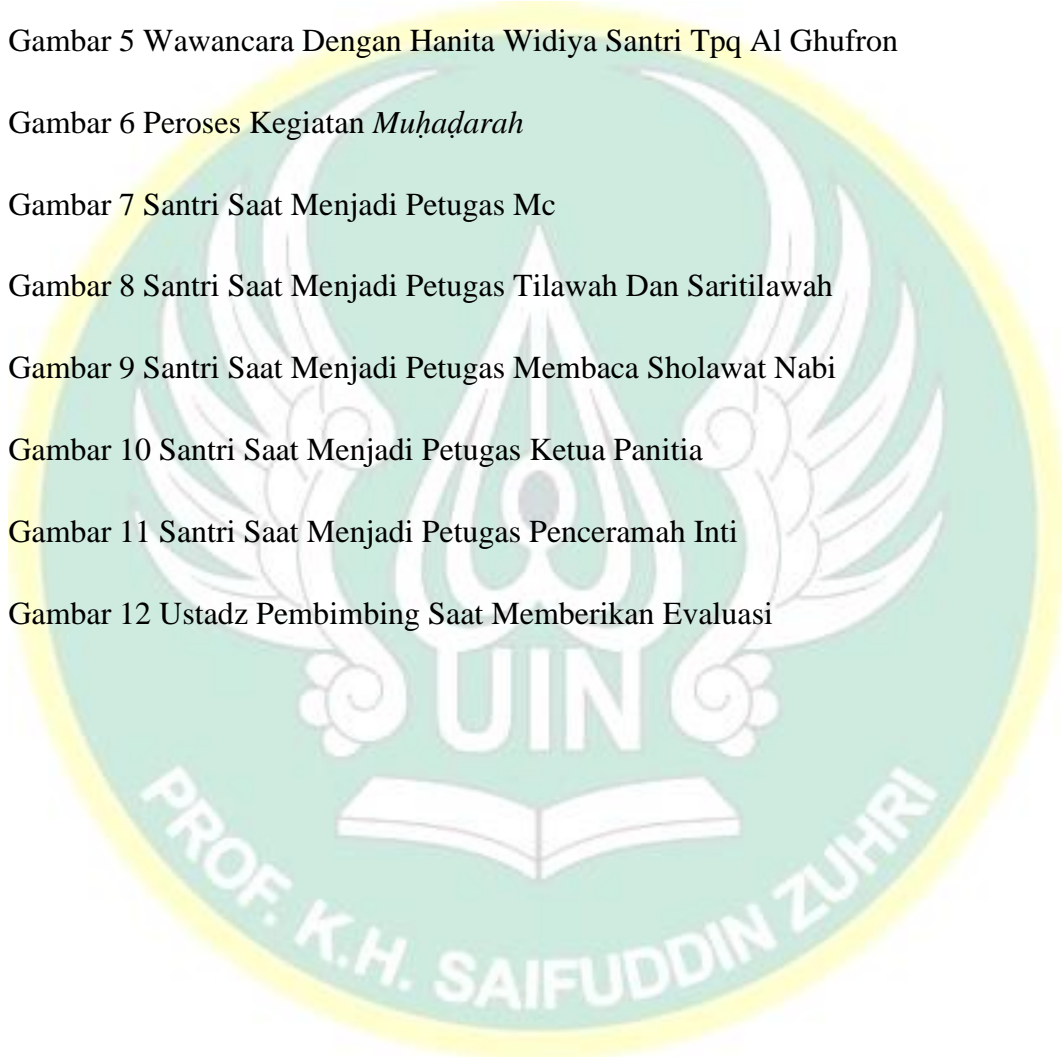 Gambar 5 Wawancara Dengan Hanita Widiya Santri Tpq Al Ghufron
Gambar 6 Peroses Kegiatan Muḥaḍarah
Gambar 7 Santri Saat Menjadi Petugas Mc
Gambar 8 Santri Saat Menjadi Petugas Tilawah Dan Saritilawah
Gambar 9 Santri Saat Menjadi Petugas Membaca Sholawat Nabi
Gambar 10 Santri Saat Menjadi Petugas Ketua Panitia
Gambar 11 Santri Saat Menjadi Petugas Penceramah Inti
Gambar 12 Ustadz Pembimbing Saat Memberikan Evaluasi
UIN
PROF. K.H. SAIFUDDIN ZUHRI